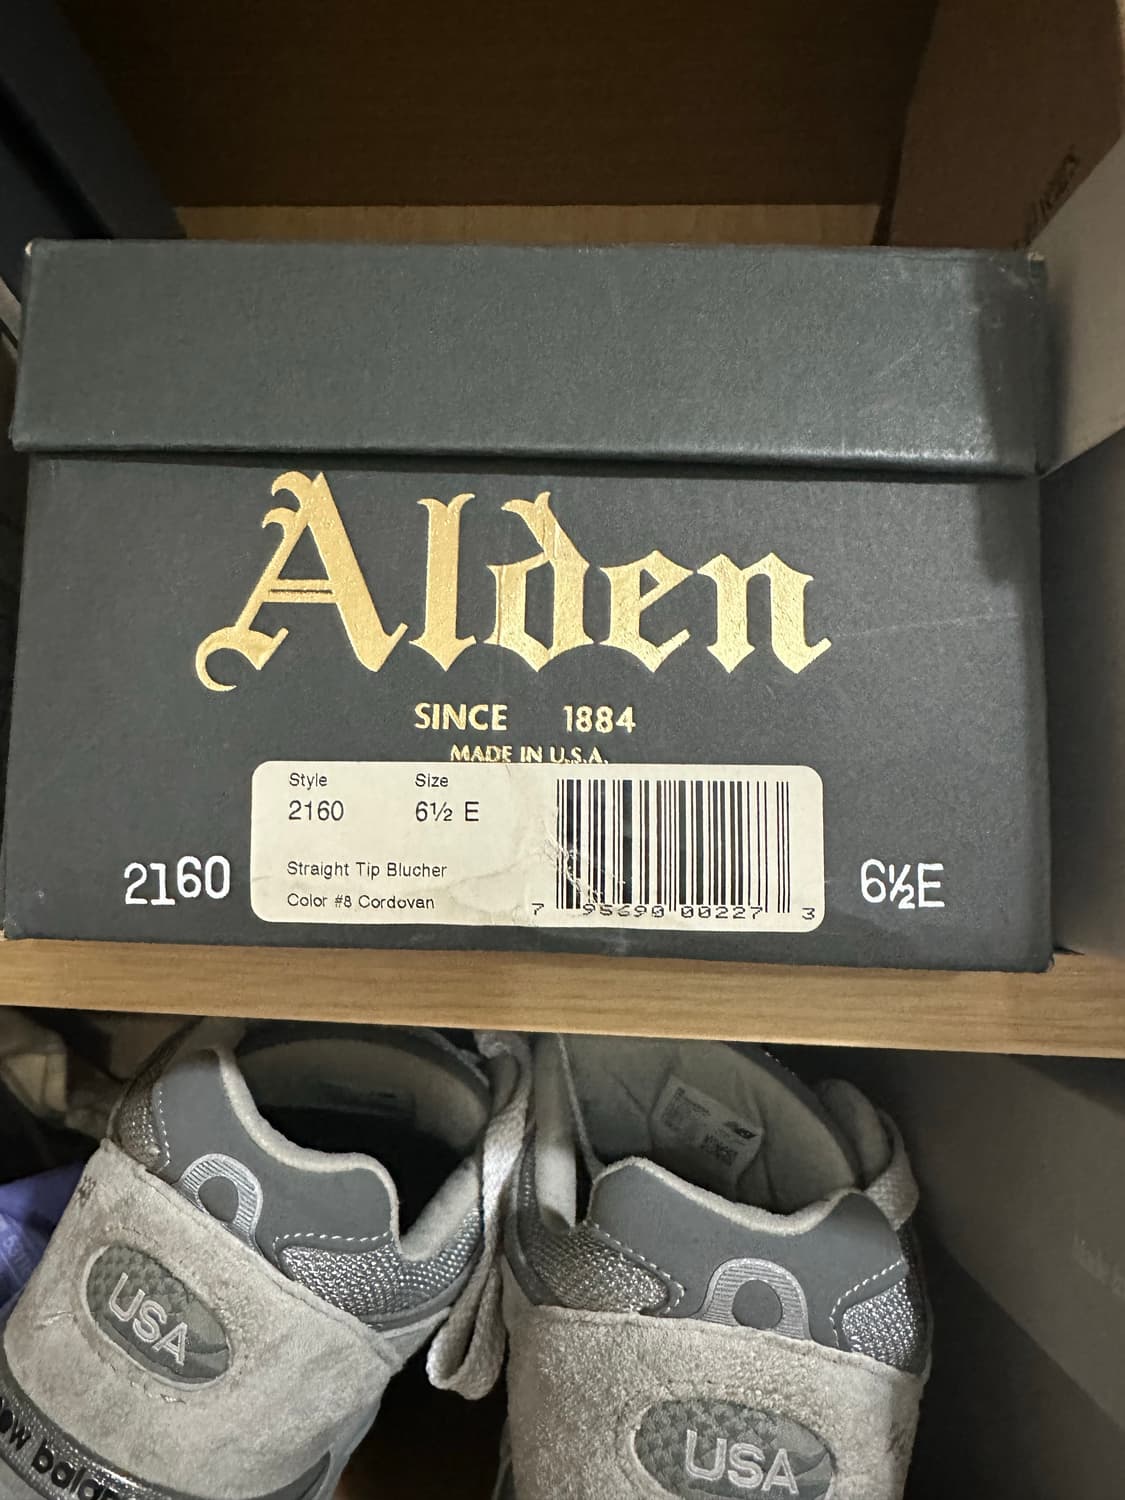 Alden
SINCE 1884
MADE IN U.S.A.
Style Size
2160 6½ E
Straight Tip Blucher
Color #8 Cordovan
7 95690 00227 3
2160
6½E
USA
USA
new balance